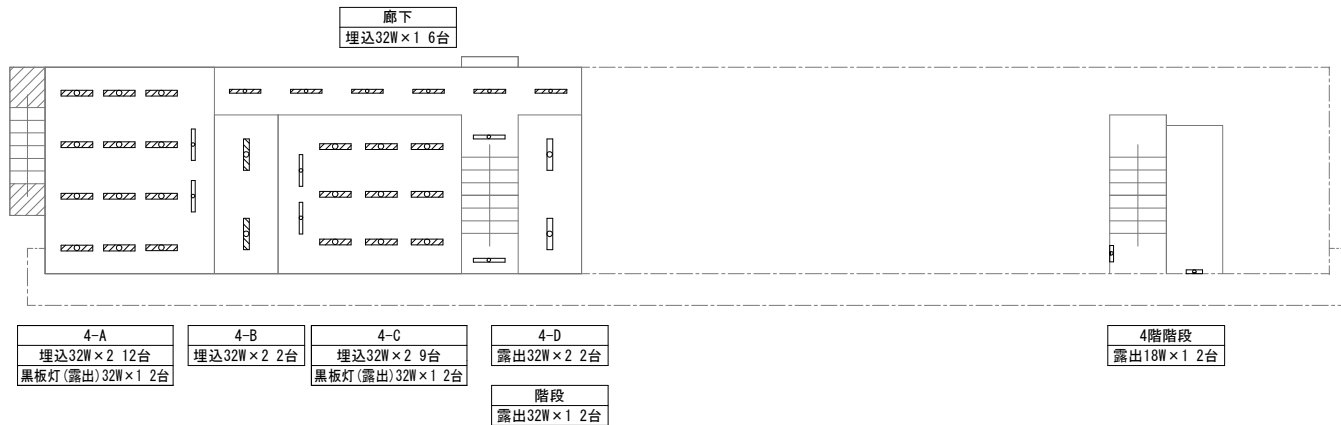 廊下
埋込32W×1 6台
4-A
埋込32W×2 12台
黒板灯(露出)32W×1 2台
4-B
埋込32W×2 2台
4-C
埋込32W×2 9台
黒板灯(露出)32W×1 2台
4-D
露出32W×2 2台
階段
露出32W×1 2台
4階階段
露出18W×1 2台